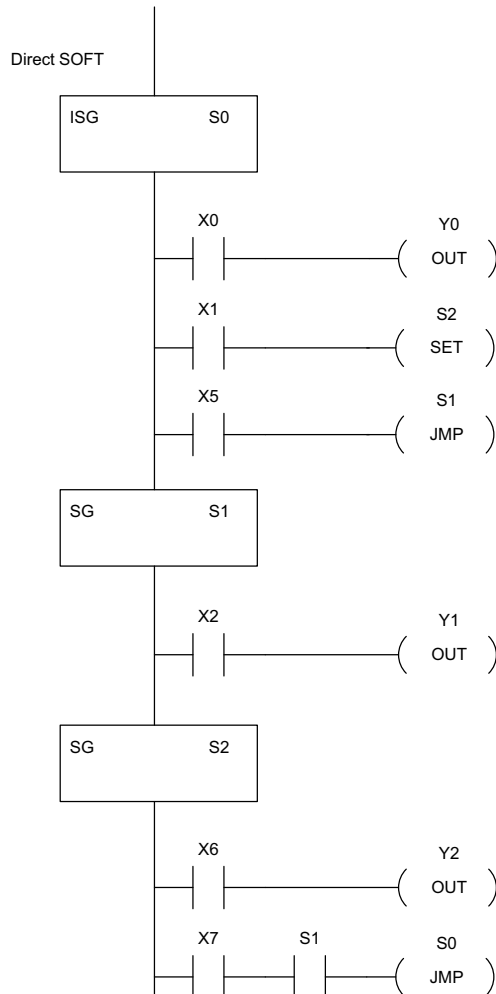 Direct SOFT
ISG S0
X0 Y0
OUT
X1 S2
SET
X5 S1
JMP
SG S1
X2 Y1
OUT
SG S2
X6 Y2
OUT
X7 S1 S0
JMP